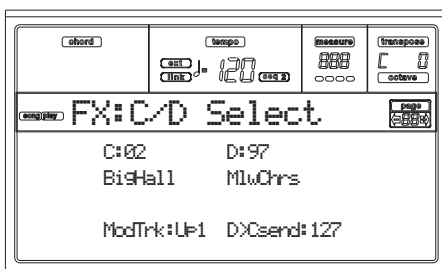 chord tempo measure transpose
ext link ♩= 120 seq 2 888 C 0
octave
song play FX:C/D Select page
C:02 D:97
BigHall MlwChrs
ModTrk:UP1 D>Csend:127